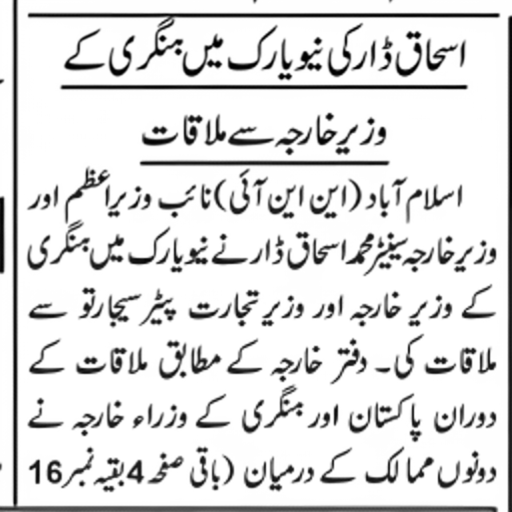 اسحاق ڈار کی نیویارک میں ہنگری کے
وزیر خارجہ سے ملاقات
اسلام آباد (این این آئی) نائب وزیراعظم اور
وزیر خارجہ سینیٹر محمد اسحاق ڈار نے نیویارک میں ہنگری
کے وزیر خارجہ اور وزیر تجارت پیٹر سیجارتو سے
ملاقات کی۔ دفتر خارجہ کے مطابق ملاقات کے
دوران پاکستان اور ہنگری کے وزراء خارجہ نے
دونوں ممالک کے درمیان (باقی صفحہ 4 بقیہ نمبر 16